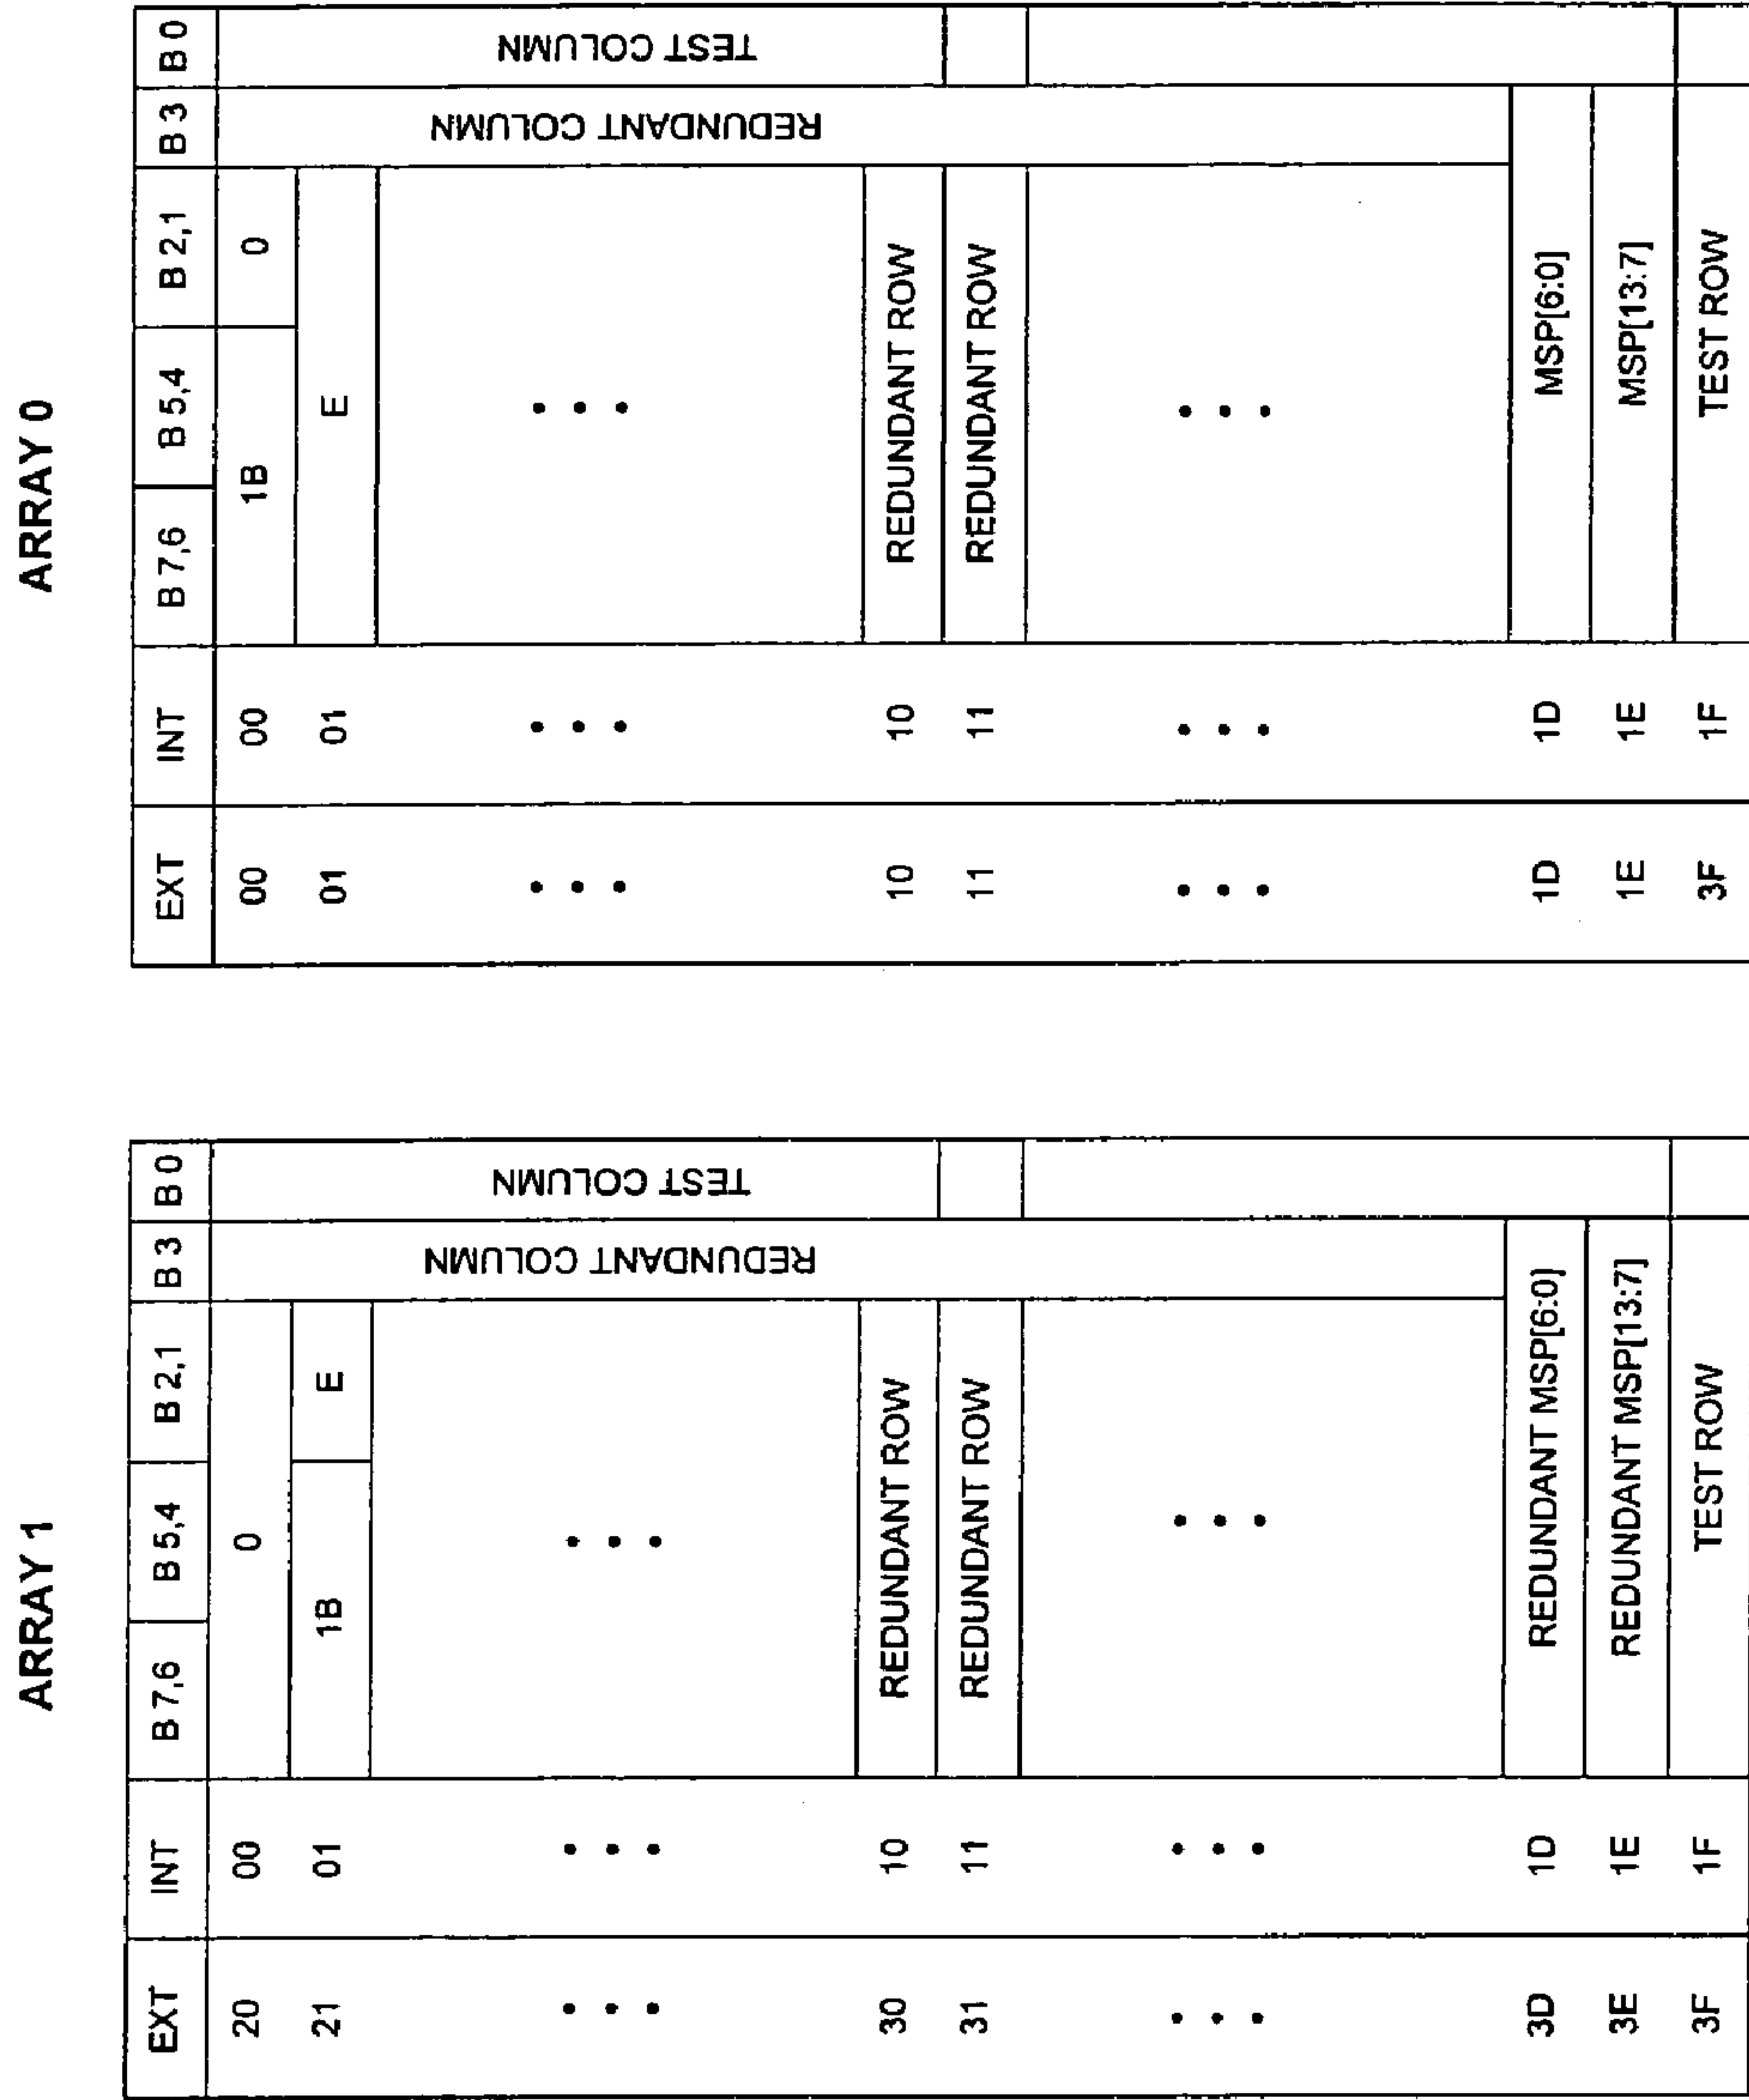 ARRAY 1
EXT INT B 7,6 B 5,4 B 2,1 B 3 B 0
20 00 0
21 01 1B E
• • • • • • • • •
REDUNDANT COLUMN
TEST COLUMN
30 10 REDUNDANT ROW
31 11 REDUNDANT ROW
• • • • • • • • •
3D 1D REDUNDANT MSP[6:0]
3E 1E REDUNDANT MSP[13:7]
3F 1F TEST ROW
ARRAY 0
EXT INT B 7,6 B 5,4 B 2,1 B 3 B 0
00 00 1B 0
01 01 E
• • • • • • • • •
REDUNDANT COLUMN
TEST COLUMN
10 10 REDUNDANT ROW
11 11 REDUNDANT ROW
• • • • • • • • •
1D 1D MSP[6:0]
1E 1E MSP[13:7]
3F 1F TEST ROW